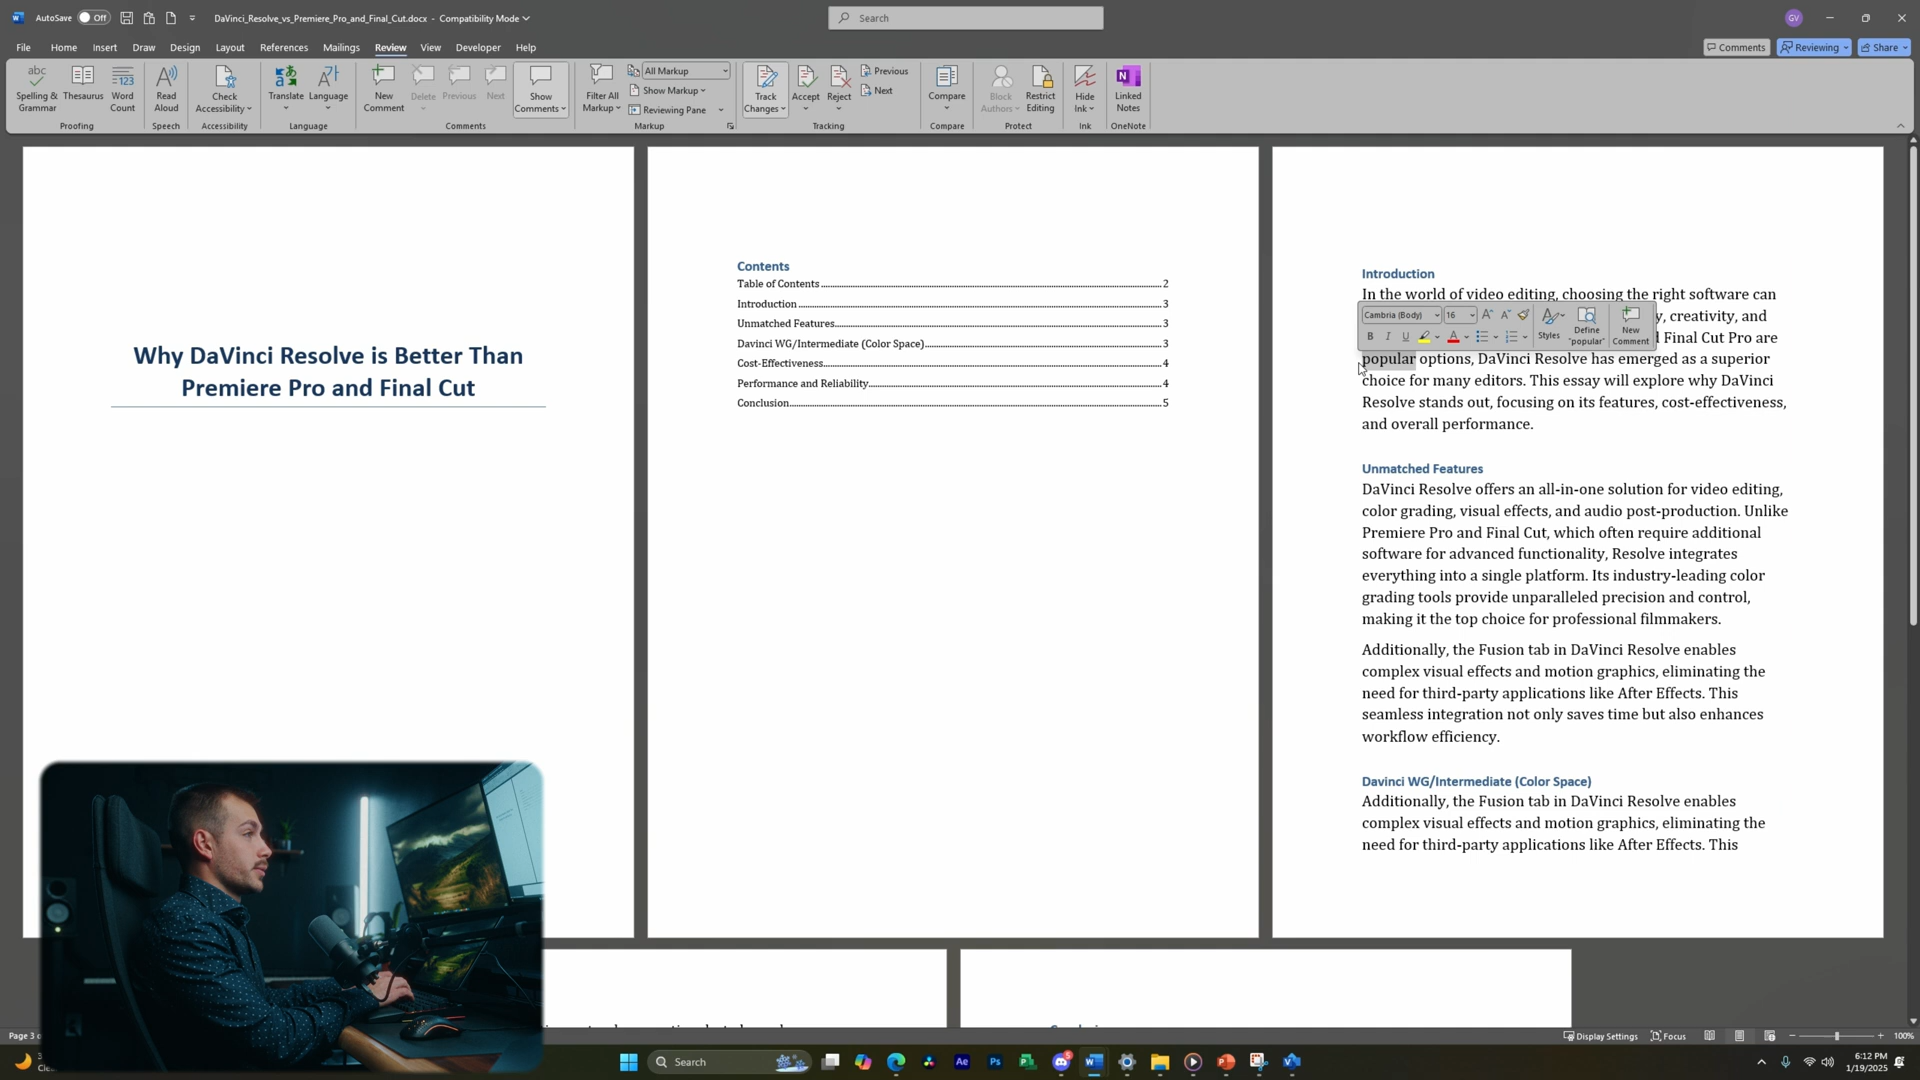 AutoSave Off DaVinci_Resolve_vs_Premiere_Pro_and_Final_Cut.docx - Compatibility Mode Search GV
File Home Insert Draw Design Layout References Mailings Review View Developer Help Comments Reviewing Share
Spelling & Grammar
Thesaurus
Word Count
Proofing
Read Aloud
Speech
Check Accessibility
Accessibility
Translate
Language
Language
New Comment
Delete
Previous
Next
Show Comments
Comments
Filter All Markup
All Markup
Show Markup
Reviewing Pane
Markup
Track Changes
Accept
Reject
Previous
Next
Tracking
Compare
Compare
Block Authors
Restrict Editing
Protect
Hide Ink
Ink
Linked Notes
OneNote
Why DaVinci Resolve is Better Than
Premiere Pro and Final Cut
Contents
Table of Contents 2
Introduction 3
Unmatched Features 3
Davinci WG/Intermediate (Color Space) 3
Cost-Effectiveness 4
Performance and Reliability 4
Conclusion 5
Introduction
In the world of video editing, choosing the right software can
y, creativity, and
d Final Cut Pro are
popular options, DaVinci Resolve has emerged as a superior
choice for many editors. This essay will explore why DaVinci
Resolve stands out, focusing on its features, cost-effectiveness,
and overall performance.
Cambria (Body) 16
B I U
Styles
Define "popular"
New Comment
Unmatched Features
DaVinci Resolve offers an all-in-one solution for video editing,
color grading, visual effects, and audio post-production. Unlike
Premiere Pro and Final Cut, which often require additional
software for advanced functionality, Resolve integrates
everything into a single platform. Its industry-leading color
grading tools provide unparalleled precision and control,
making it the top choice for professional filmmakers.
Additionally, the Fusion tab in DaVinci Resolve enables
complex visual effects and motion graphics, eliminating the
need for third-party applications like After Effects. This
seamless integration not only saves time but also enhances
workflow efficiency.
Davinci WG/Intermediate (Color Space)
Additionally, the Fusion tab in DaVinci Resolve enables
complex visual effects and motion graphics, eliminating the
need for third-party applications like After Effects. This
Page 3 Display Settings Focus 100%
Search
6:12 PM
1/19/2025